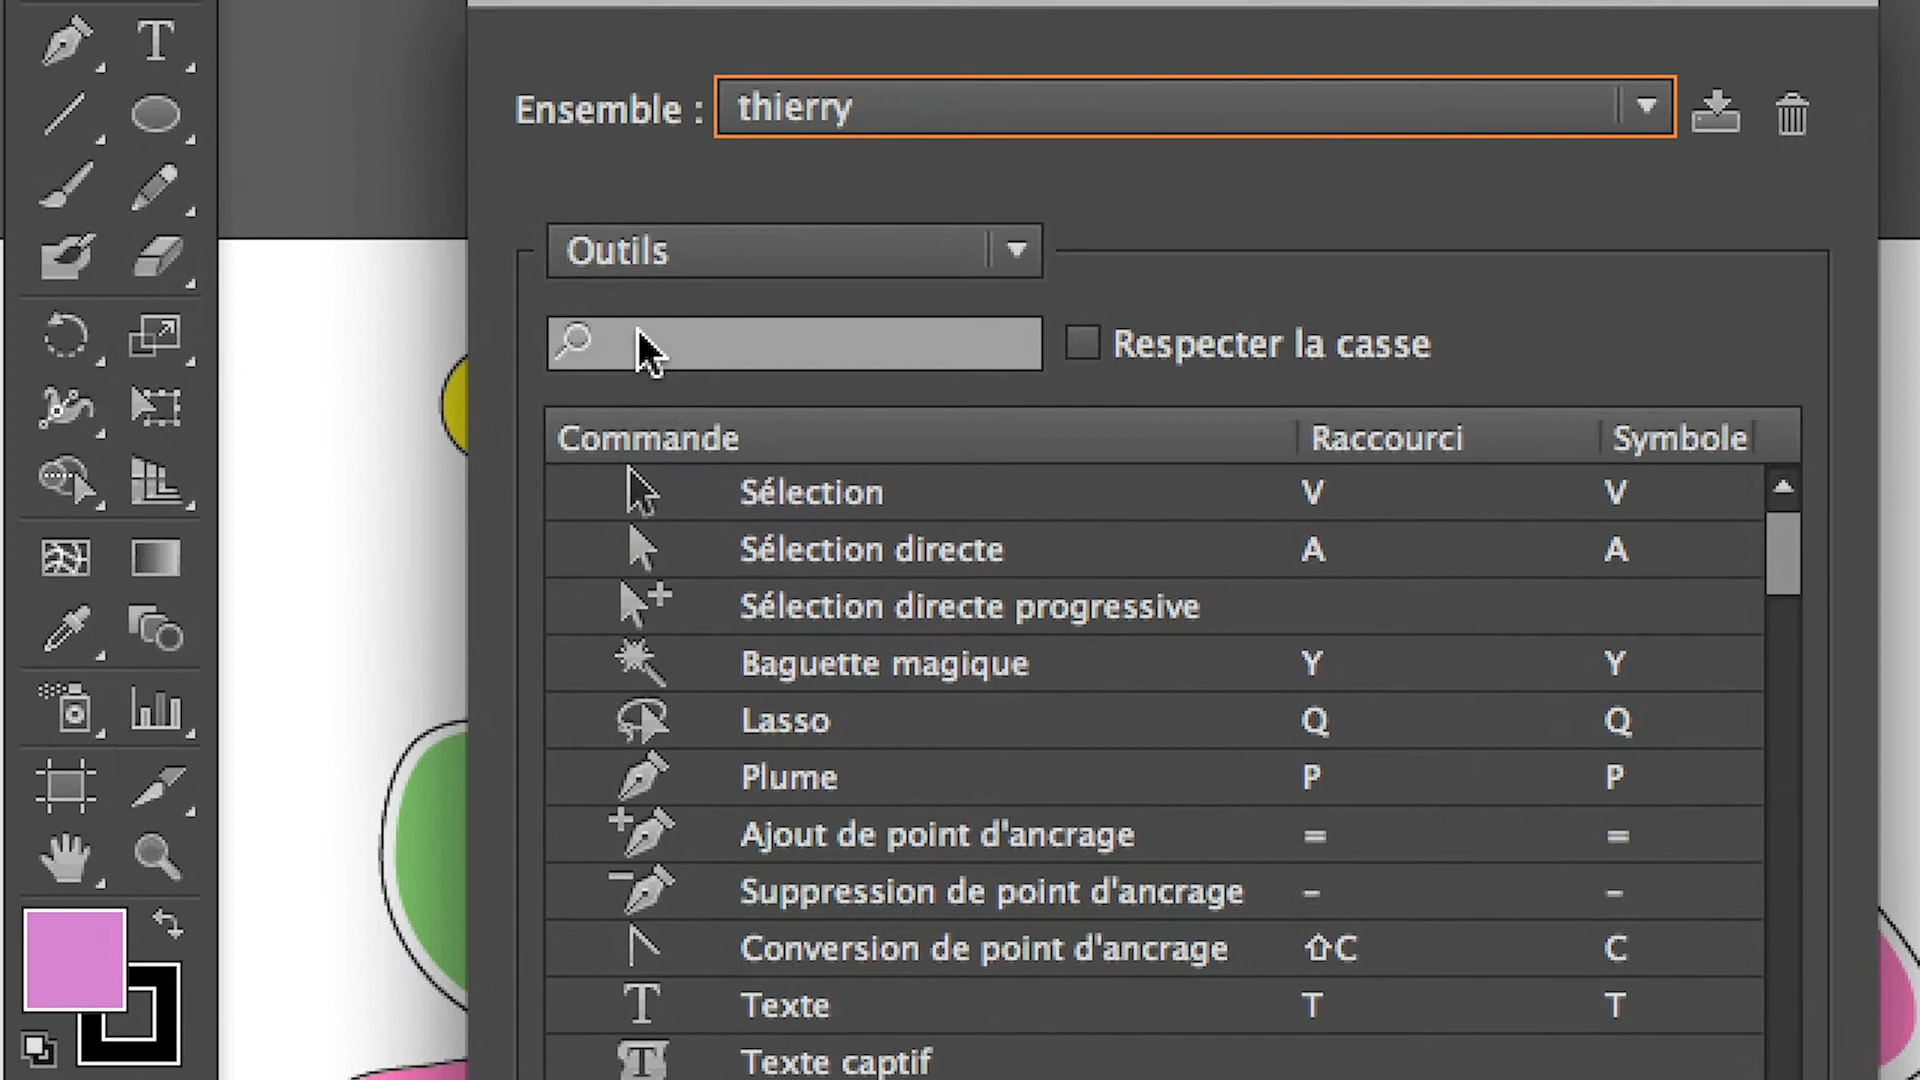 Ensemble : thierry
Outils
Respecter la casse
Commande Raccourci Symbole
Sélection V V
Sélection directe A A
Sélection directe progressive
Baguette magique Y Y
Lasso Q Q
Plume P P
Ajout de point d'ancrage = =
Suppression de point d'ancrage - -
Conversion de point d'ancrage ⇧C C
Texte T T
Texte captif